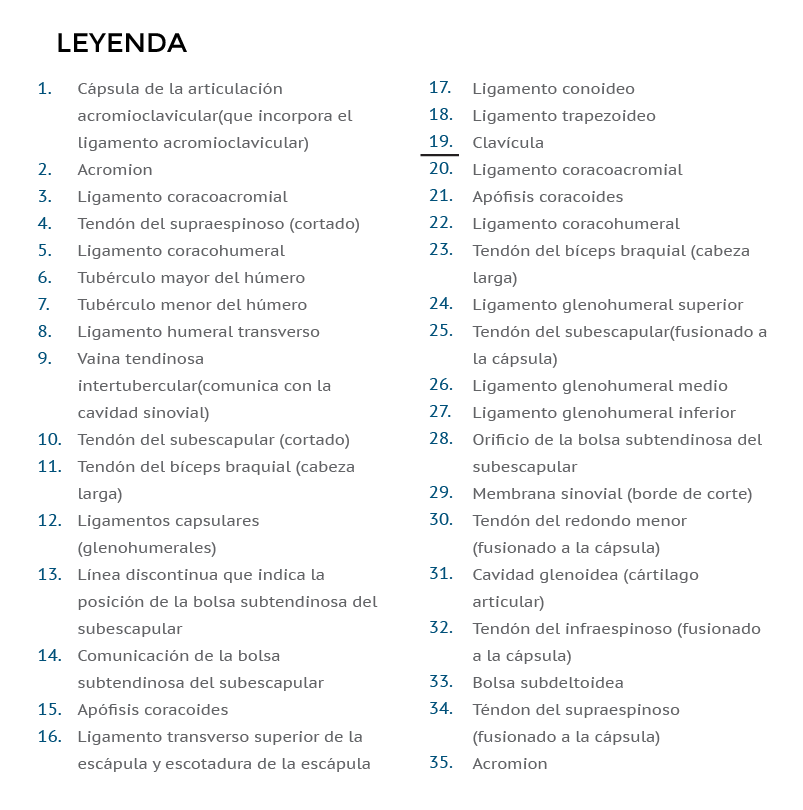 LEYENDA
1. Cápsula de la articulación
acromioclavicular(que incorpora el
ligamento acromioclavicular)
2. Acromion
3. Ligamento coracoacromial
4. Tendón del supraespinoso (cortado)
5. Ligamento coracohumeral
6. Tubérculo mayor del húmero
7. Tubérculo menor del húmero
8. Ligamento humeral transverso
9. Vaina tendinosa
intertubercular(comunica con la
cavidad sinovial)
10. Tendón del subescapular (cortado)
11. Tendón del bíceps braquial (cabeza
larga)
12. Ligamentos capsulares
(glenohumerales)
13. Línea discontinua que indica la
posición de la bolsa subtendinosa del
subescapular
14. Comunicación de la bolsa
subtendinosa del subescapular
15. Apófisis coracoides
16. Ligamento transverso superior de la
escápula y escotadura de la escápula
17. Ligamento conoideo
18. Ligamento trapezoideo
19. Clavícula
20. Ligamento coracoacromial
21. Apófisis coracoides
22. Ligamento coracohumeral
23. Tendón del bíceps braquial (cabeza
larga)
24. Ligamento glenohumeral superior
25. Tendón del subescapular(fusionado a
la cápsula)
26. Ligamento glenohumeral medio
27. Ligamento glenohumeral inferior
28. Orificio de la bolsa subtendinosa del
subescapular
29. Membrana sinovial (borde de corte)
30. Tendón del redondo menor
(fusionado a la cápsula)
31. Cavidad glenoidea (cártilago
articular)
32. Tendón del infraespinoso (fusionado
a la cápsula)
33. Bolsa subdeltoidea
34. Téndon del supraespinoso
(fusionado a la cápsula)
35. Acromion